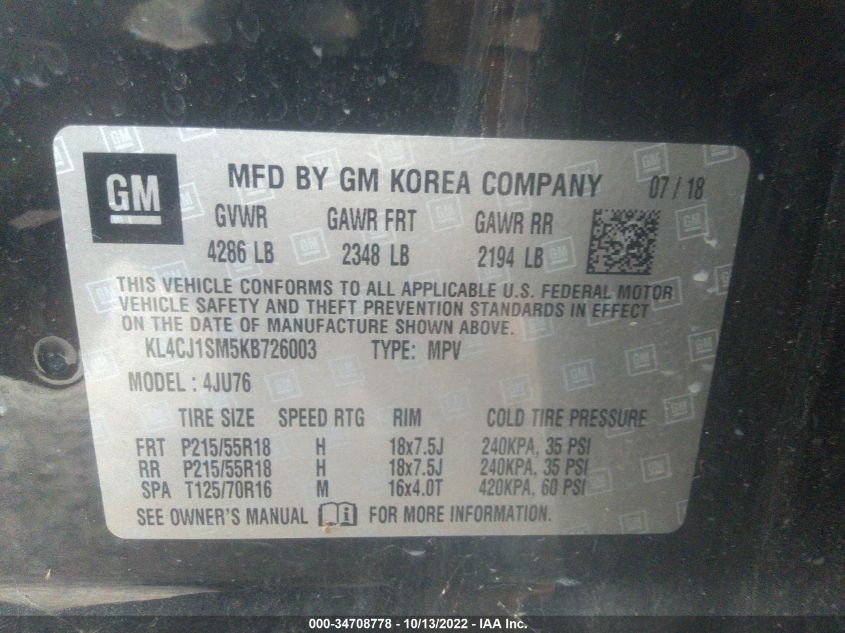 GM
MFD BY GM KOREA COMPANY 07/18
GVWR GAWR FRT GAWR RR
4286 LB 2348 LB 2194 LB
THIS VEHICLE CONFORMS TO ALL APPLICABLE U.S. FEDERAL MOTOR
VEHICLE SAFETY AND THEFT PREVENTION STANDARDS IN EFFECT
ON THE DATE OF MANUFACTURE SHOWN ABOVE.
KL4CJ1SM5KB726003 TYPE: MPV
MODEL : 4JU76
TIRE SIZE SPEED RTG RIM COLD TIRE PRESSURE
FRT P215/55R18 H 18x7.5J 240KPA, 35 PSI
RR P215/55R18 H 18x7.5J 240KPA, 35 PSI
SPA T125/70R16 M 16x4.0T 420KPA, 60 PSI
SEE OWNER'S MANUAL i FOR MORE INFORMATION.
000-34708778 - 10/13/2022 - IAA Inc.